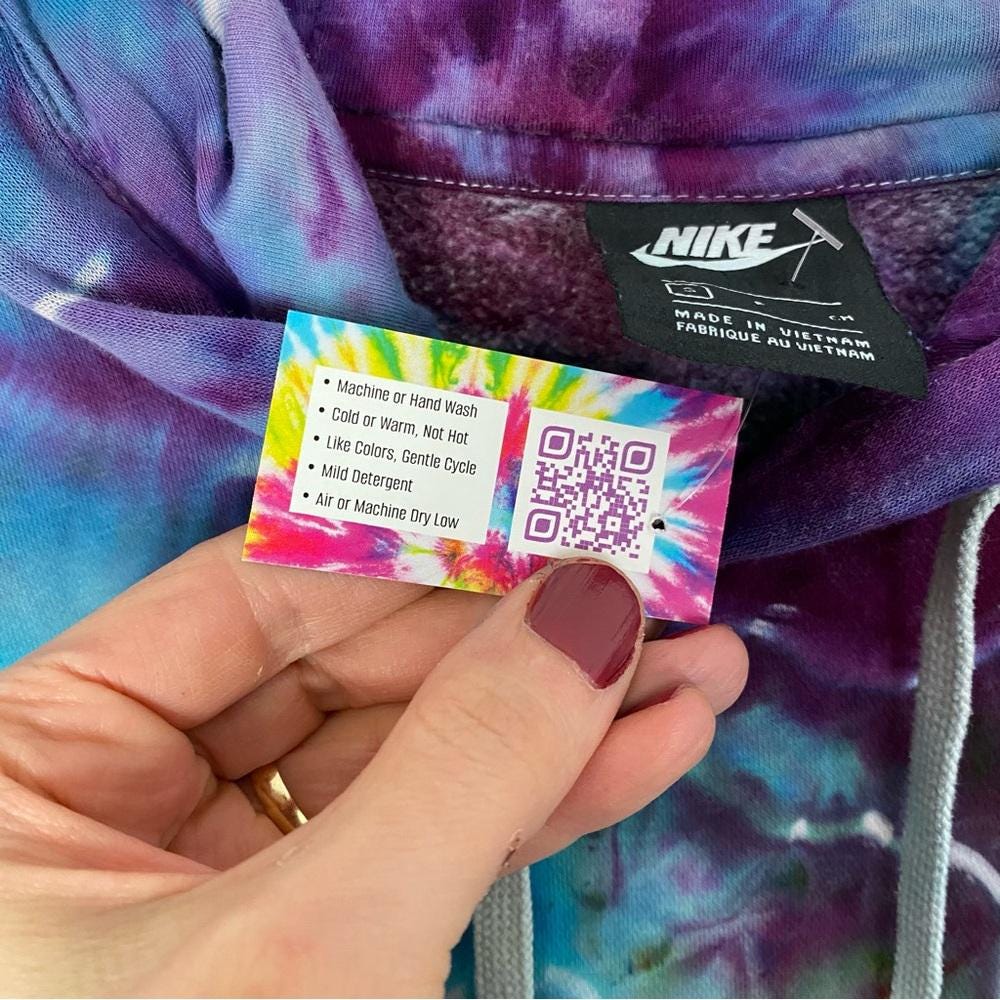 NIKE
S
MADE IN VIETNAM
FABRIQUE AU VIETNAM
• Machine or Hand Wash
• Cold or Warm, Not Hot
• Like Colors, Gentle Cycle
• Mild Detergent
• Air or Machine Dry Low